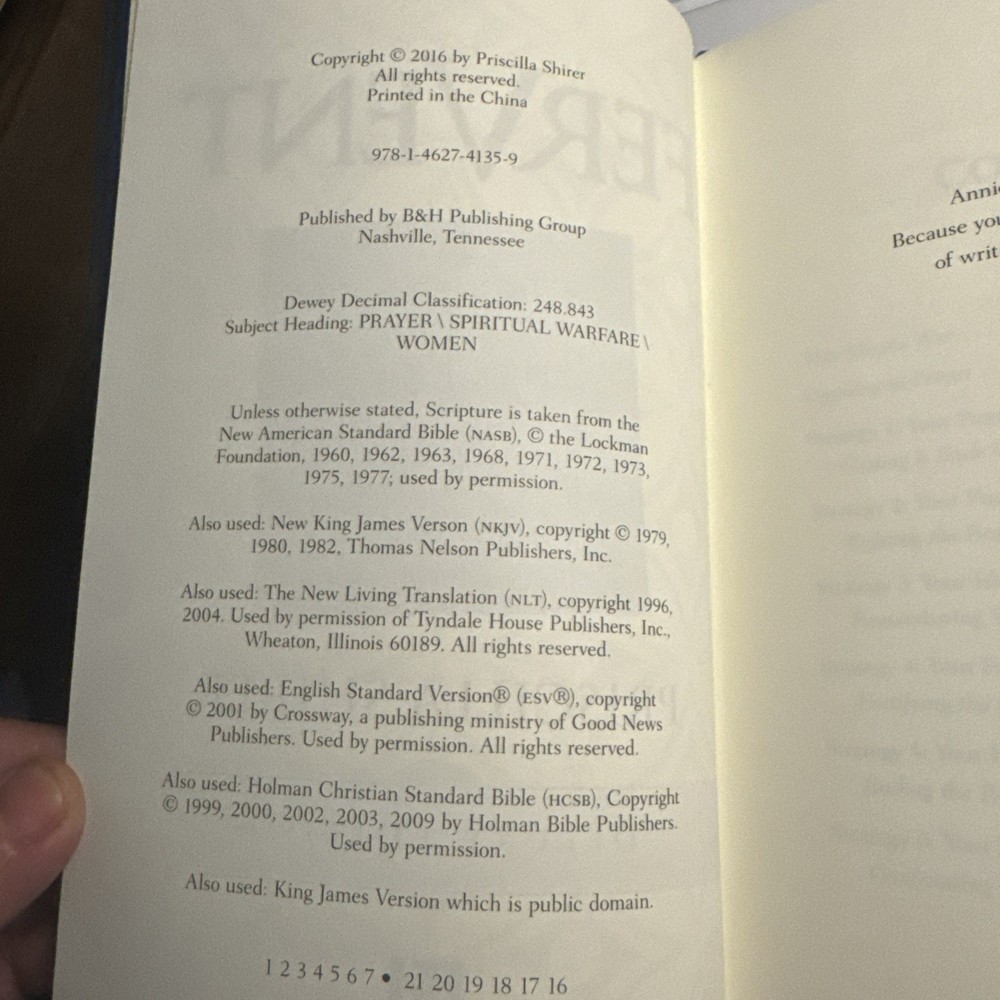 Copyright © 2016 by Priscilla Shirer
All rights reserved.
Printed in the China
978-1-4627-4135-9
Published by B&H Publishing Group
Nashville, Tennessee
Dewey Decimal Classification: 248.843
Subject Heading: PRAYER \ SPIRITUAL WARFARE \
WOMEN
Unless otherwise stated, Scripture is taken from the
New American Standard Bible (NASB), © the Lockman
Foundation, 1960, 1962, 1963, 1968, 1971, 1972, 1973,
1975, 1977; used by permission.
Also used: New King James Verson (NKJV), copyright © 1979,
1980, 1982, Thomas Nelson Publishers, Inc.
Also used: The New Living Translation (NLT), copyright 1996,
2004. Used by permission of Tyndale House Publishers, Inc.,
Wheaton, Illinois 60189. All rights reserved.
Also used: English Standard Version® (ESV®), copyright
© 2001 by Crossway, a publishing ministry of Good News
Publishers. Used by permission. All rights reserved.
Also used: Holman Christian Standard Bible (HCSB), Copyright
© 1999, 2000, 2002, 2003, 2009 by Holman Bible Publishers.
Used by permission.
Also used: King James Version which is public domain.
1 2 3 4 5 6 7 • 21 20 19 18 17 16
Because
of